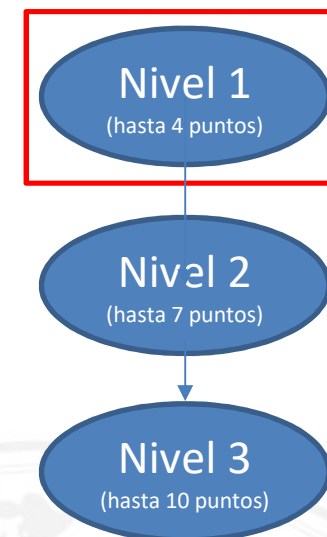 Nivel 1
(hasta 4 puntos)
Nivel 2
(hasta 7 puntos)
Nivel 3
(hasta 10 puntos)